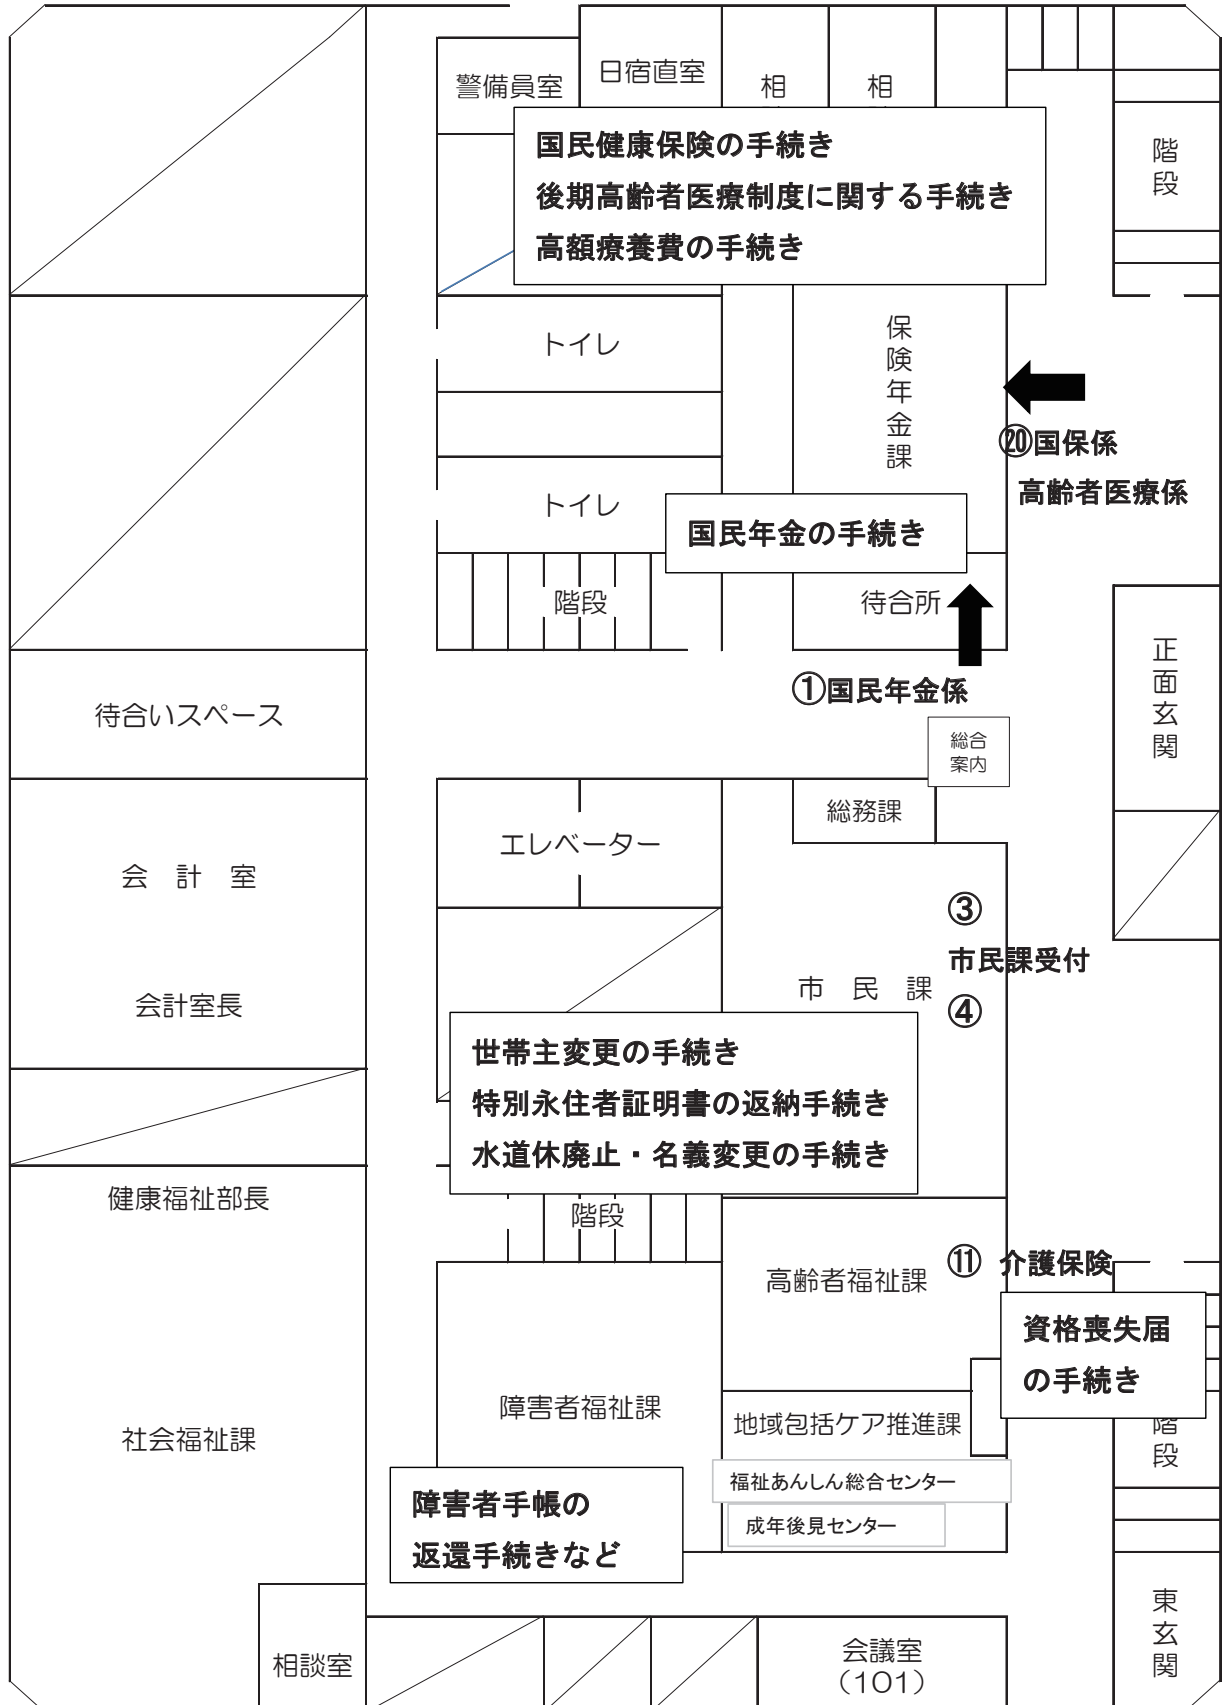 警備員室
日宿直室
相
相
国民健康保険の手続き
後期高齢者医療制度に関する手続き
高額療養費の手続き
階段
トイレ
保険年金課
⑳国保係
高齢者医療係
トイレ
国民年金の手続き
階段
待合所
正面玄関
①国民年金係
待合いスペース
総合
案内
総務課
エレベーター
会 計 室
③
市民課受付
市 民 課
④
会計室長
世帯主変更の手続き
特別永住者証明書の返納手続き
水道休廃止・名義変更の手続き
健康福祉部長
階段
高齢者福祉課
⑪ 介護保険
資格喪失届
の手続き
障害者福祉課
地域包括ケア推進課
階段
社会福祉課
福祉あんしん総合センター
成年後見センター
障害者手帳の
返還手続きなど
東玄関
相談室
会議室
(101)